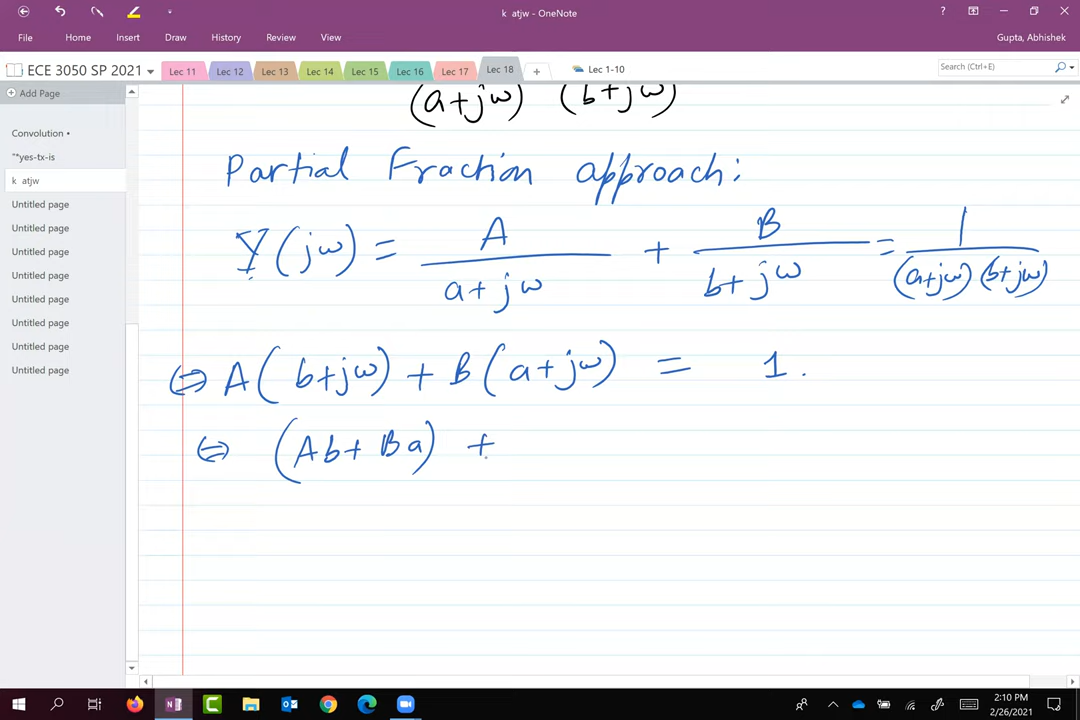 k atjw - OneNote
Gupta, Abhishek
File Home Insert Draw History Review View
ECE 3050 SP 2021 Lec 11 Lec 12 Lec 13 Lec 14 Lec 15 Lec 16 Lec 17 Lec 18 Lec 1-10
Search (Ctrl+E)
Add Page
Convolution •
"*yes-tx-is
k atjw
Untitled page
Untitled page
Untitled page
Untitled page
Untitled page
Untitled page
Untitled page
Untitled page
(a+jω) (b+jω)
Partial Fraction approach:
Y(jω) = A/(a+jω) + B/(b+jω) = 1/((a+jω)(b+jω))
⇔ A(b+jω) + B(a+jω) = 1.
⇔ (Ab+Ba) +
2:10 PM
2/26/2021